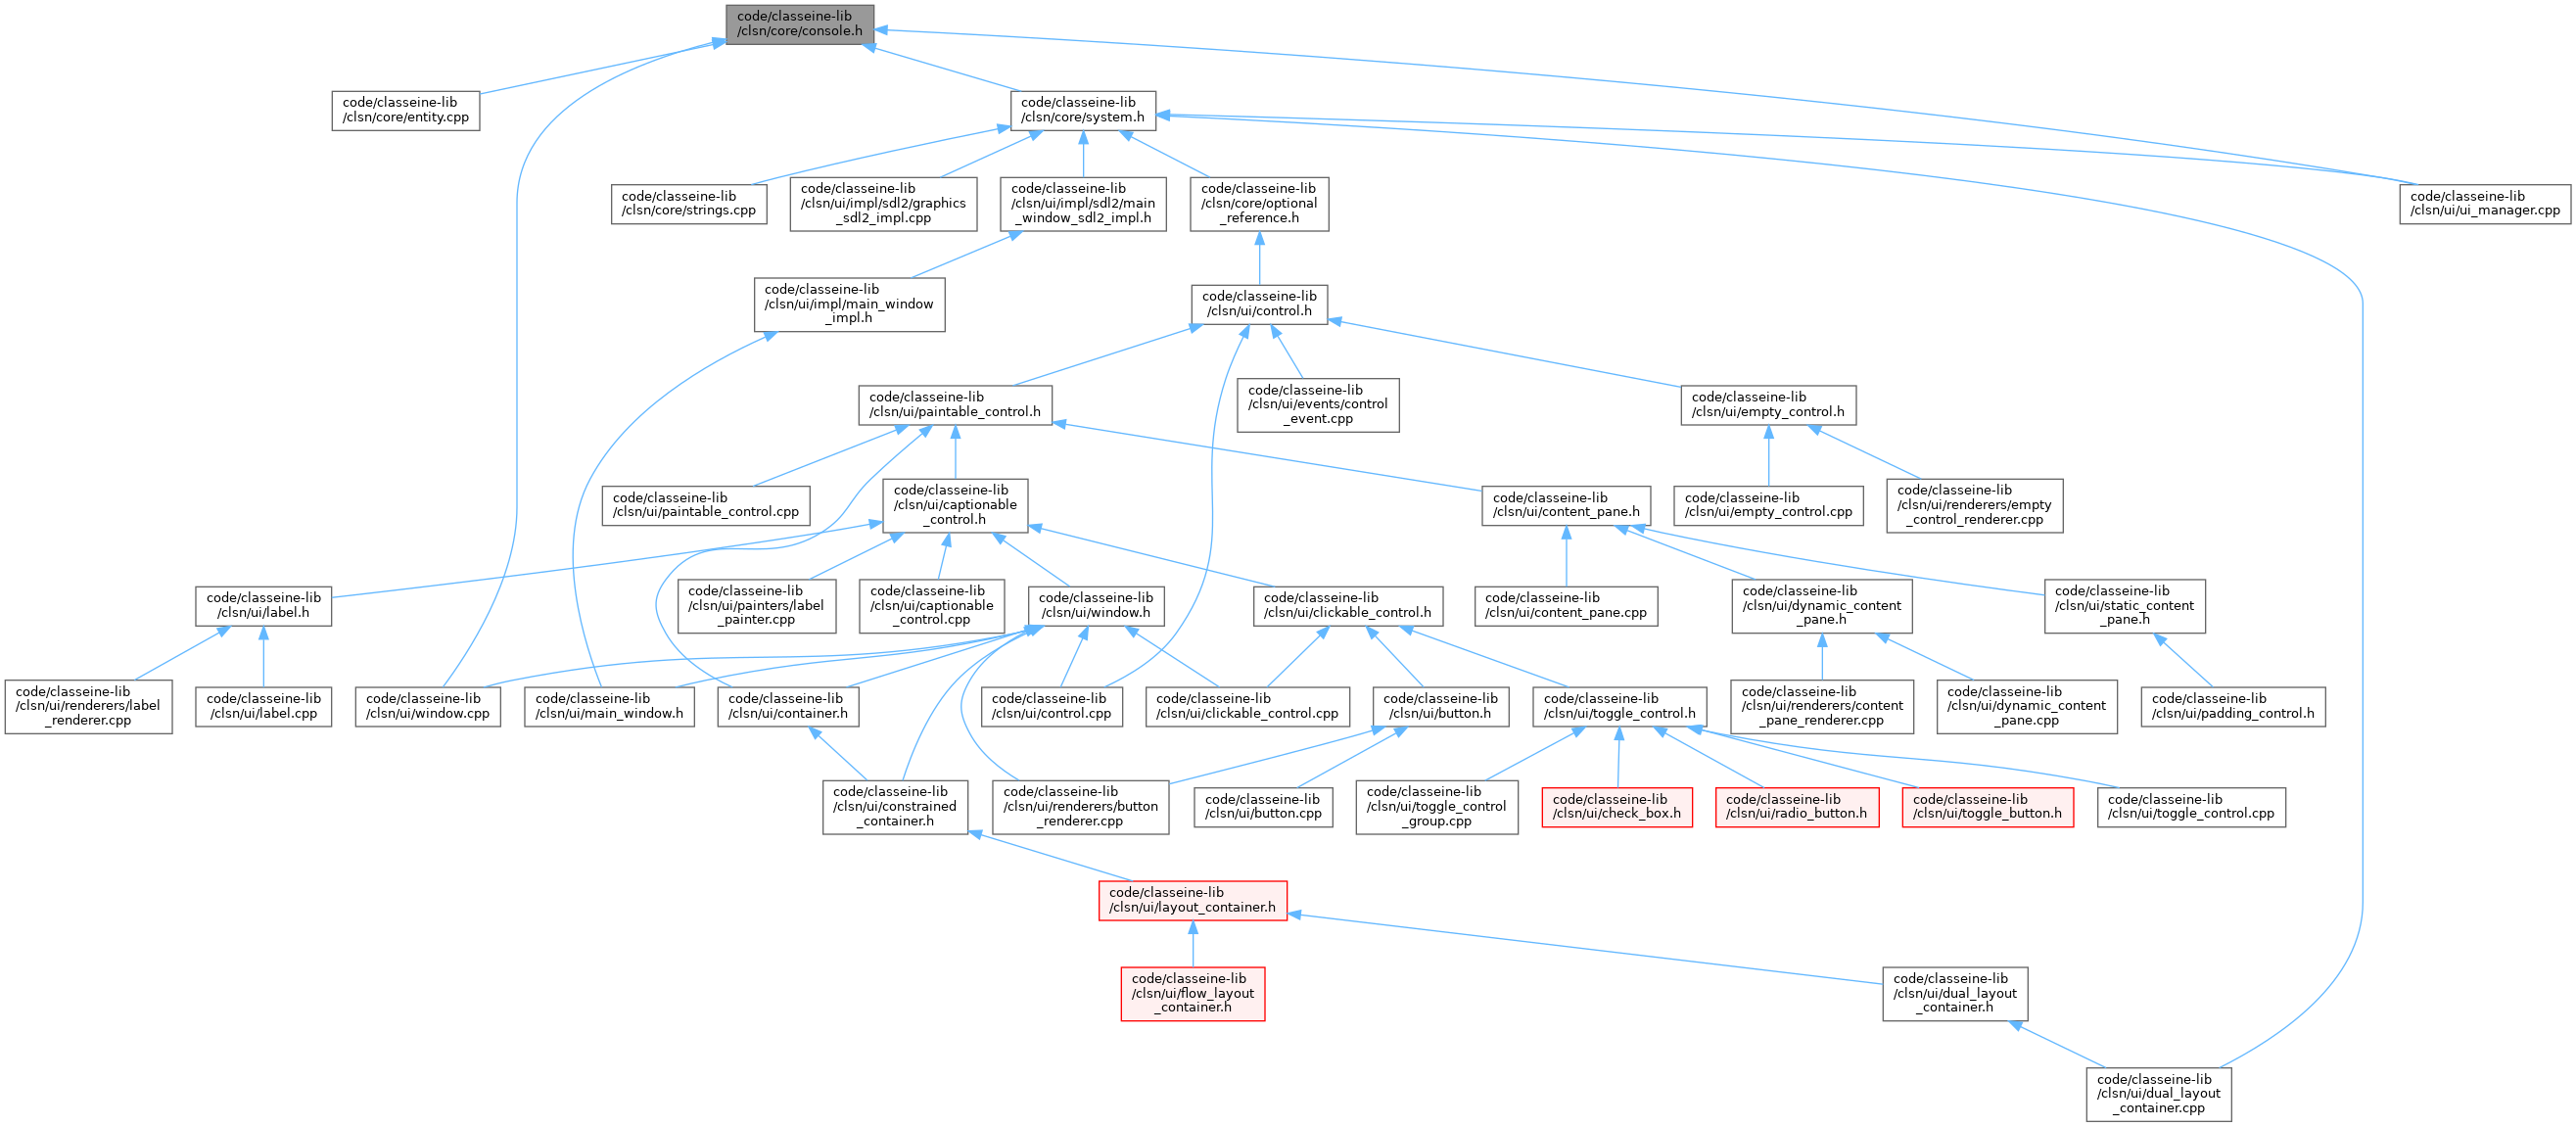 code/classeine-lib
/clsn/core/console.h
code/classeine-lib
/clsn/core/entity.cpp
code/classeine-lib
/clsn/core/system.h
code/classeine-lib
/clsn/core/strings.cpp
code/classeine-lib
/clsn/ui/impl/sdl2/graphics
_sdl2_impl.cpp
code/classeine-lib
/clsn/ui/impl/sdl2/main
_window_sdl2_impl.h
code/classeine-lib
/clsn/core/optional
_reference.h
code/classeine-lib
/clsn/ui/ui_manager.cpp
code/classeine-lib
/clsn/ui/impl/main_window
_impl.h
code/classeine-lib
/clsn/ui/control.h
code/classeine-lib
/clsn/ui/paintable_control.h
code/classeine-lib
/clsn/ui/events/control
_event.cpp
code/classeine-lib
/clsn/ui/empty_control.h
code/classeine-lib
/clsn/ui/paintable_control.cpp
code/classeine-lib
/clsn/ui/captionable
_control.h
code/classeine-lib
/clsn/ui/content_pane.h
code/classeine-lib
/clsn/ui/empty_control.cpp
code/classeine-lib
/clsn/ui/renderers/empty
_control_renderer.cpp
code/classeine-lib
/clsn/ui/label.h
code/classeine-lib
/clsn/ui/painters/label
_painter.cpp
code/classeine-lib
/clsn/ui/captionable
_control.cpp
code/classeine-lib
/clsn/ui/window.h
code/classeine-lib
/clsn/ui/clickable_control.h
code/classeine-lib
/clsn/ui/content_pane.cpp
code/classeine-lib
/clsn/ui/dynamic_content
_pane.h
code/classeine-lib
/clsn/ui/static_content
_pane.h
code/classeine-lib
/clsn/ui/renderers/label
_renderer.cpp
code/classeine-lib
/clsn/ui/label.cpp
code/classeine-lib
/clsn/ui/window.cpp
code/classeine-lib
/clsn/ui/main_window.h
code/classeine-lib
/clsn/ui/container.h
code/classeine-lib
/clsn/ui/control.cpp
code/classeine-lib
/clsn/ui/clickable_control.cpp
code/classeine-lib
/clsn/ui/button.h
code/classeine-lib
/clsn/ui/toggle_control.h
code/classeine-lib
/clsn/ui/renderers/content
_pane_renderer.cpp
code/classeine-lib
/clsn/ui/dynamic_content
_pane.cpp
code/classeine-lib
/clsn/ui/padding_control.h
code/classeine-lib
/clsn/ui/constrained
_container.h
code/classeine-lib
/clsn/ui/renderers/button
_renderer.cpp
code/classeine-lib
/clsn/ui/button.cpp
code/classeine-lib
/clsn/ui/toggle_control
_group.cpp
code/classeine-lib
/clsn/ui/check_box.h
code/classeine-lib
/clsn/ui/radio_button.h
code/classeine-lib
/clsn/ui/toggle_button.h
code/classeine-lib
/clsn/ui/toggle_control.cpp
code/classeine-lib
/clsn/ui/layout_container.h
code/classeine-lib
/clsn/ui/flow_layout
_container.h
code/classeine-lib
/clsn/ui/dual_layout
_container.h
code/classeine-lib
/clsn/ui/dual_layout
_container.cpp